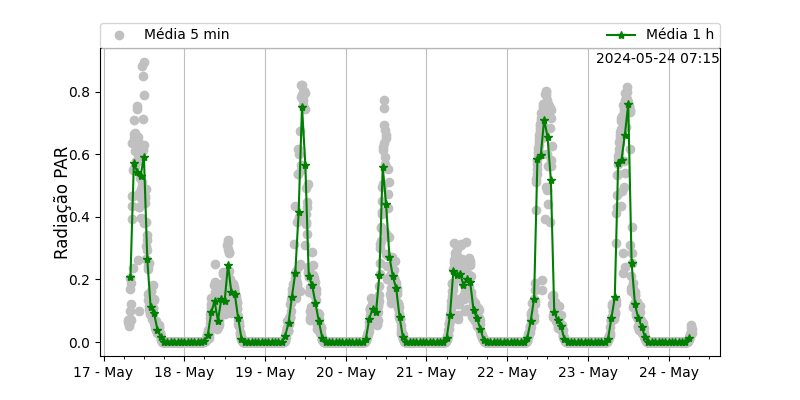 Média 5 min
Média 1 h
2024-05-24 07:15
Radiação PAR
0.8
0.6
0.4
0.2
0.0
17 - May
18 - May
19 - May
20 - May
21 - May
22 - May
23 - May
24 - May